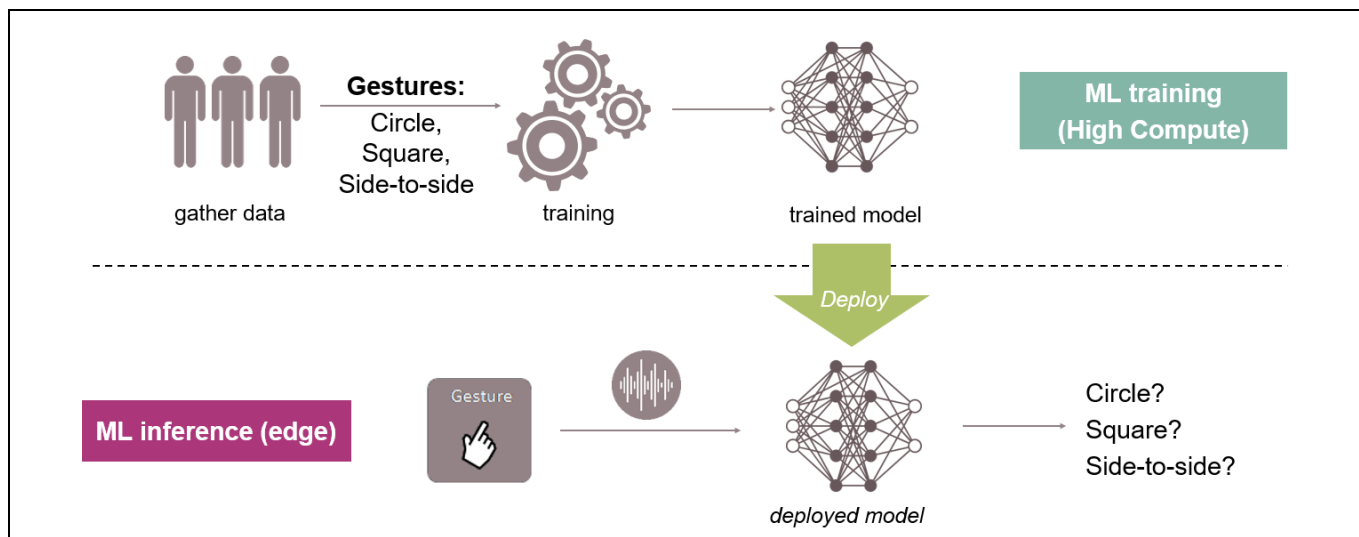 Gestures:
Circle,
Square,
Side-to-side
gather data
training
trained model
ML training
(High Compute)
Deploy
ML inference (edge)
Gesture
deployed model
Circle?
Square?
Side-to-side?